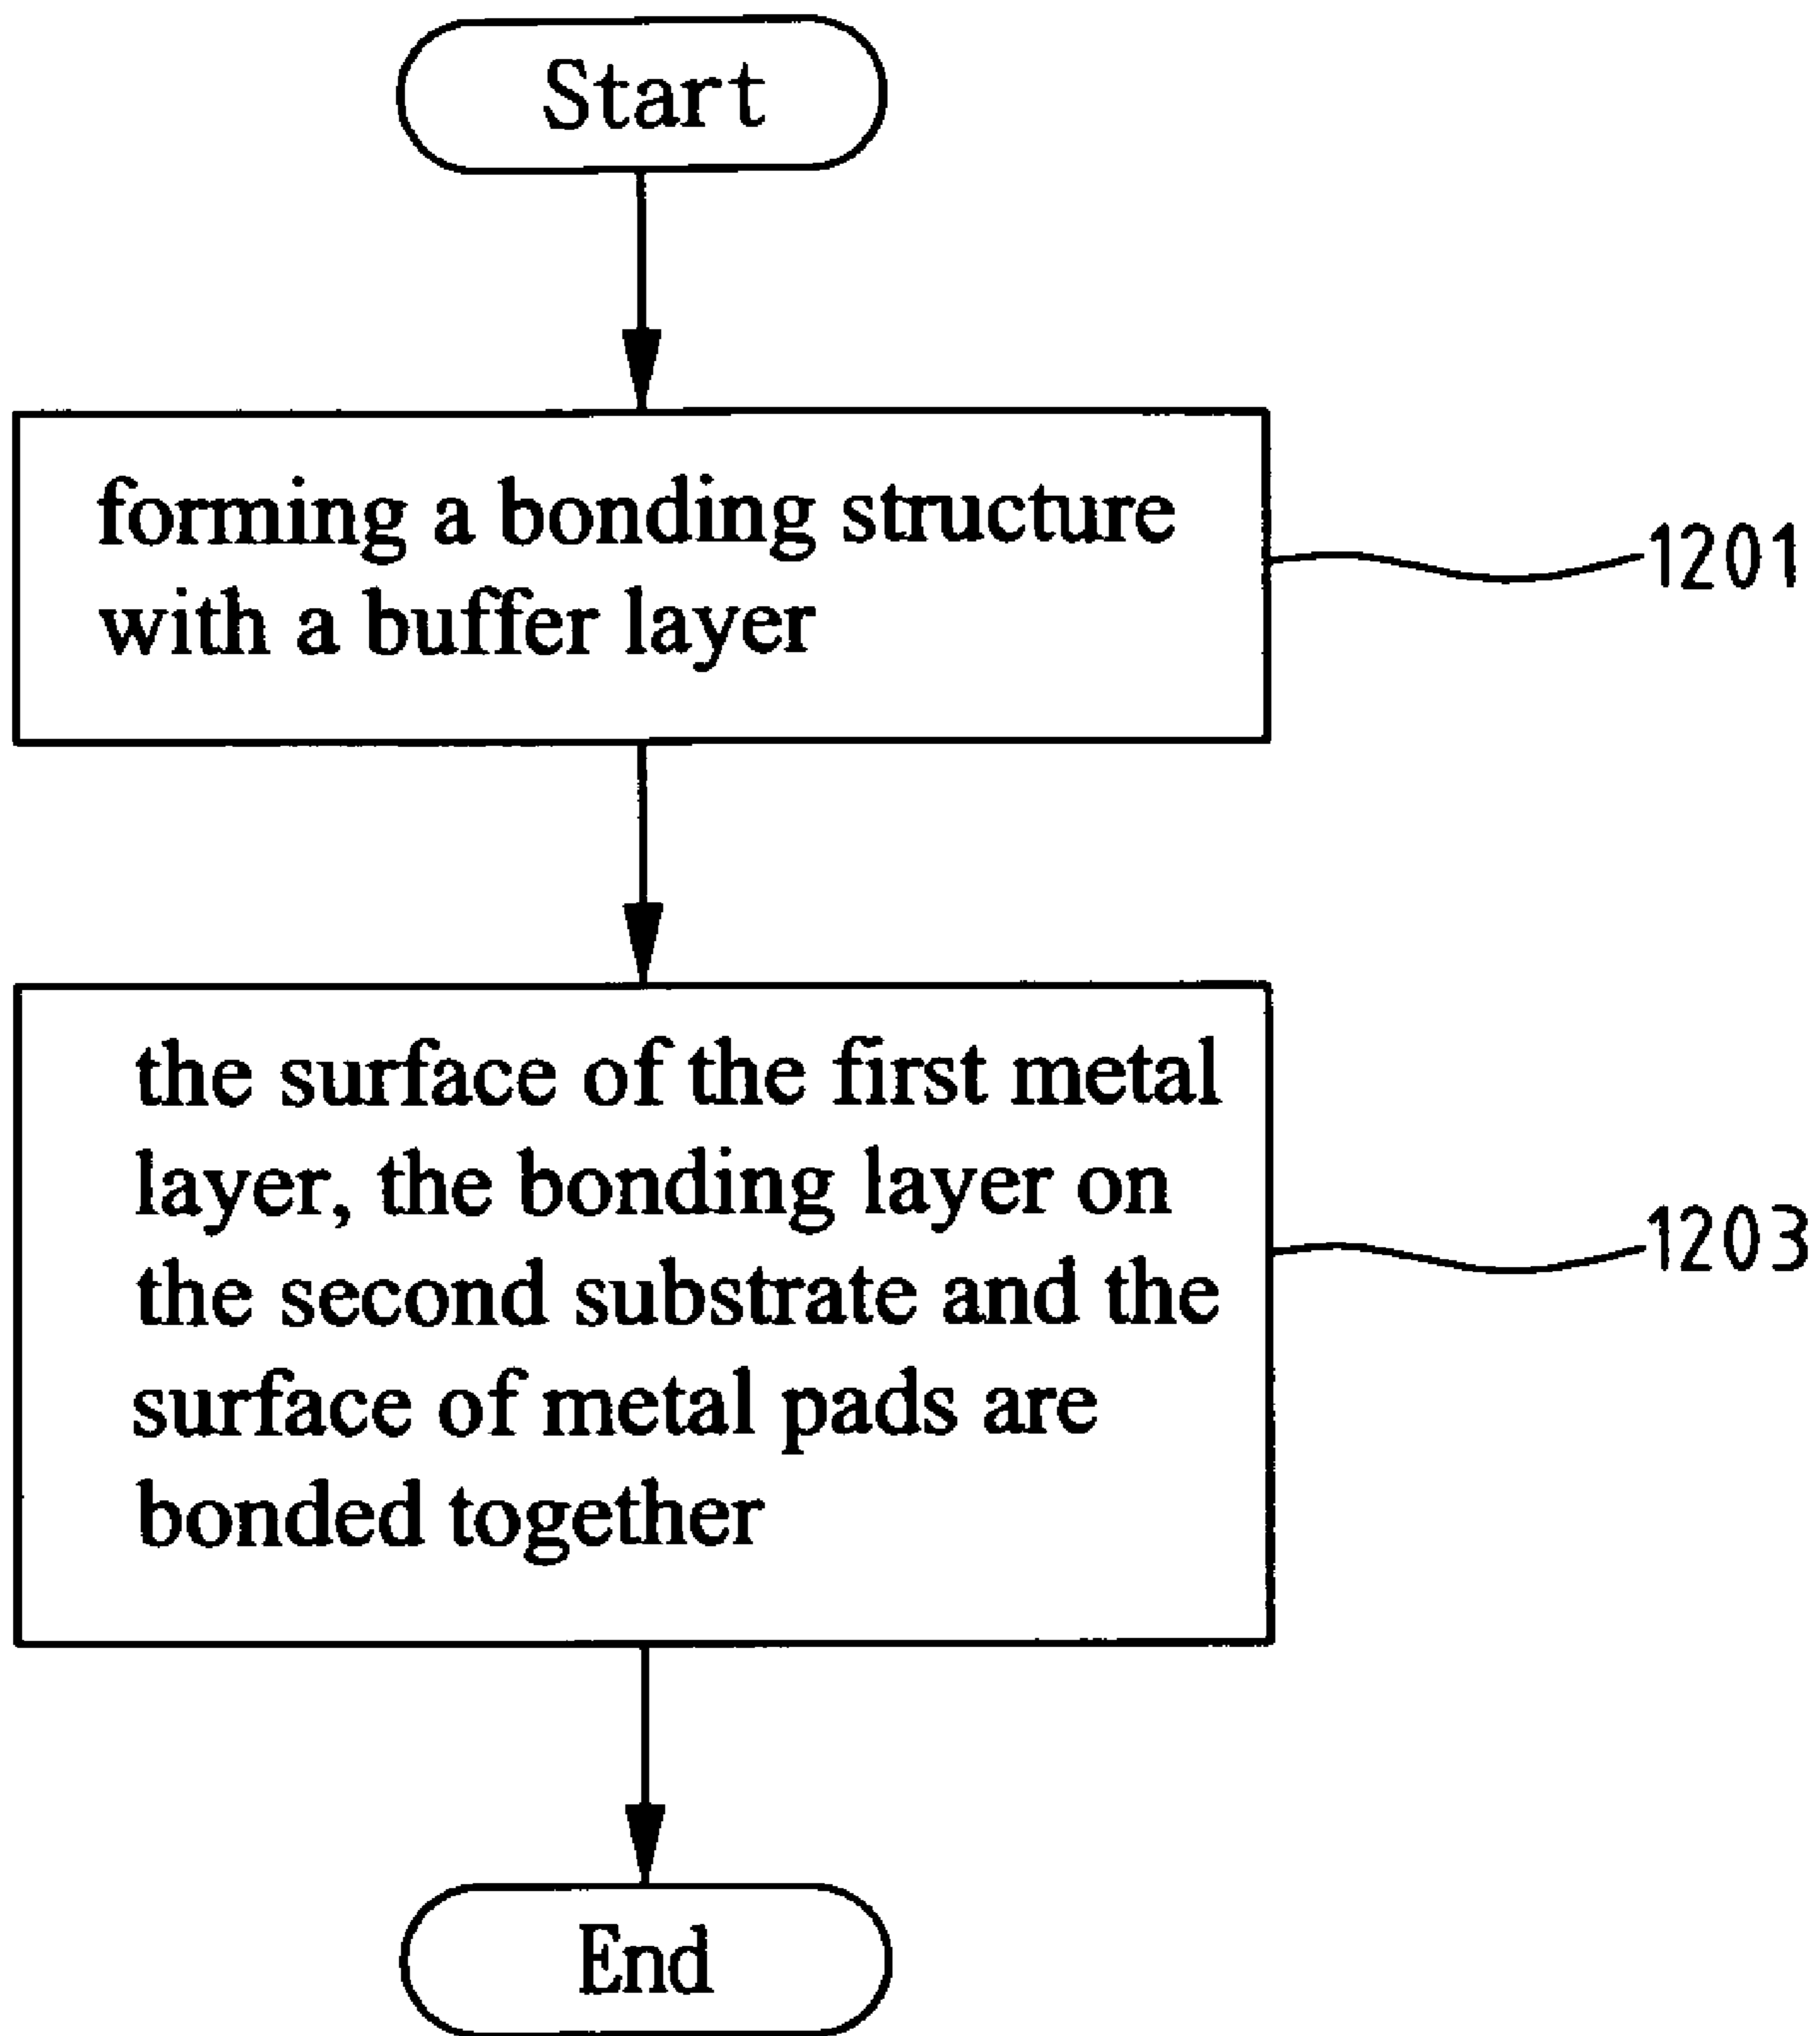 Start
forming a bonding structure
with a buffer layer
1201
the surface of the first metal
layer, the bonding layer on
the second substrate and the
surface of metal pads are
bonded together
1203
End